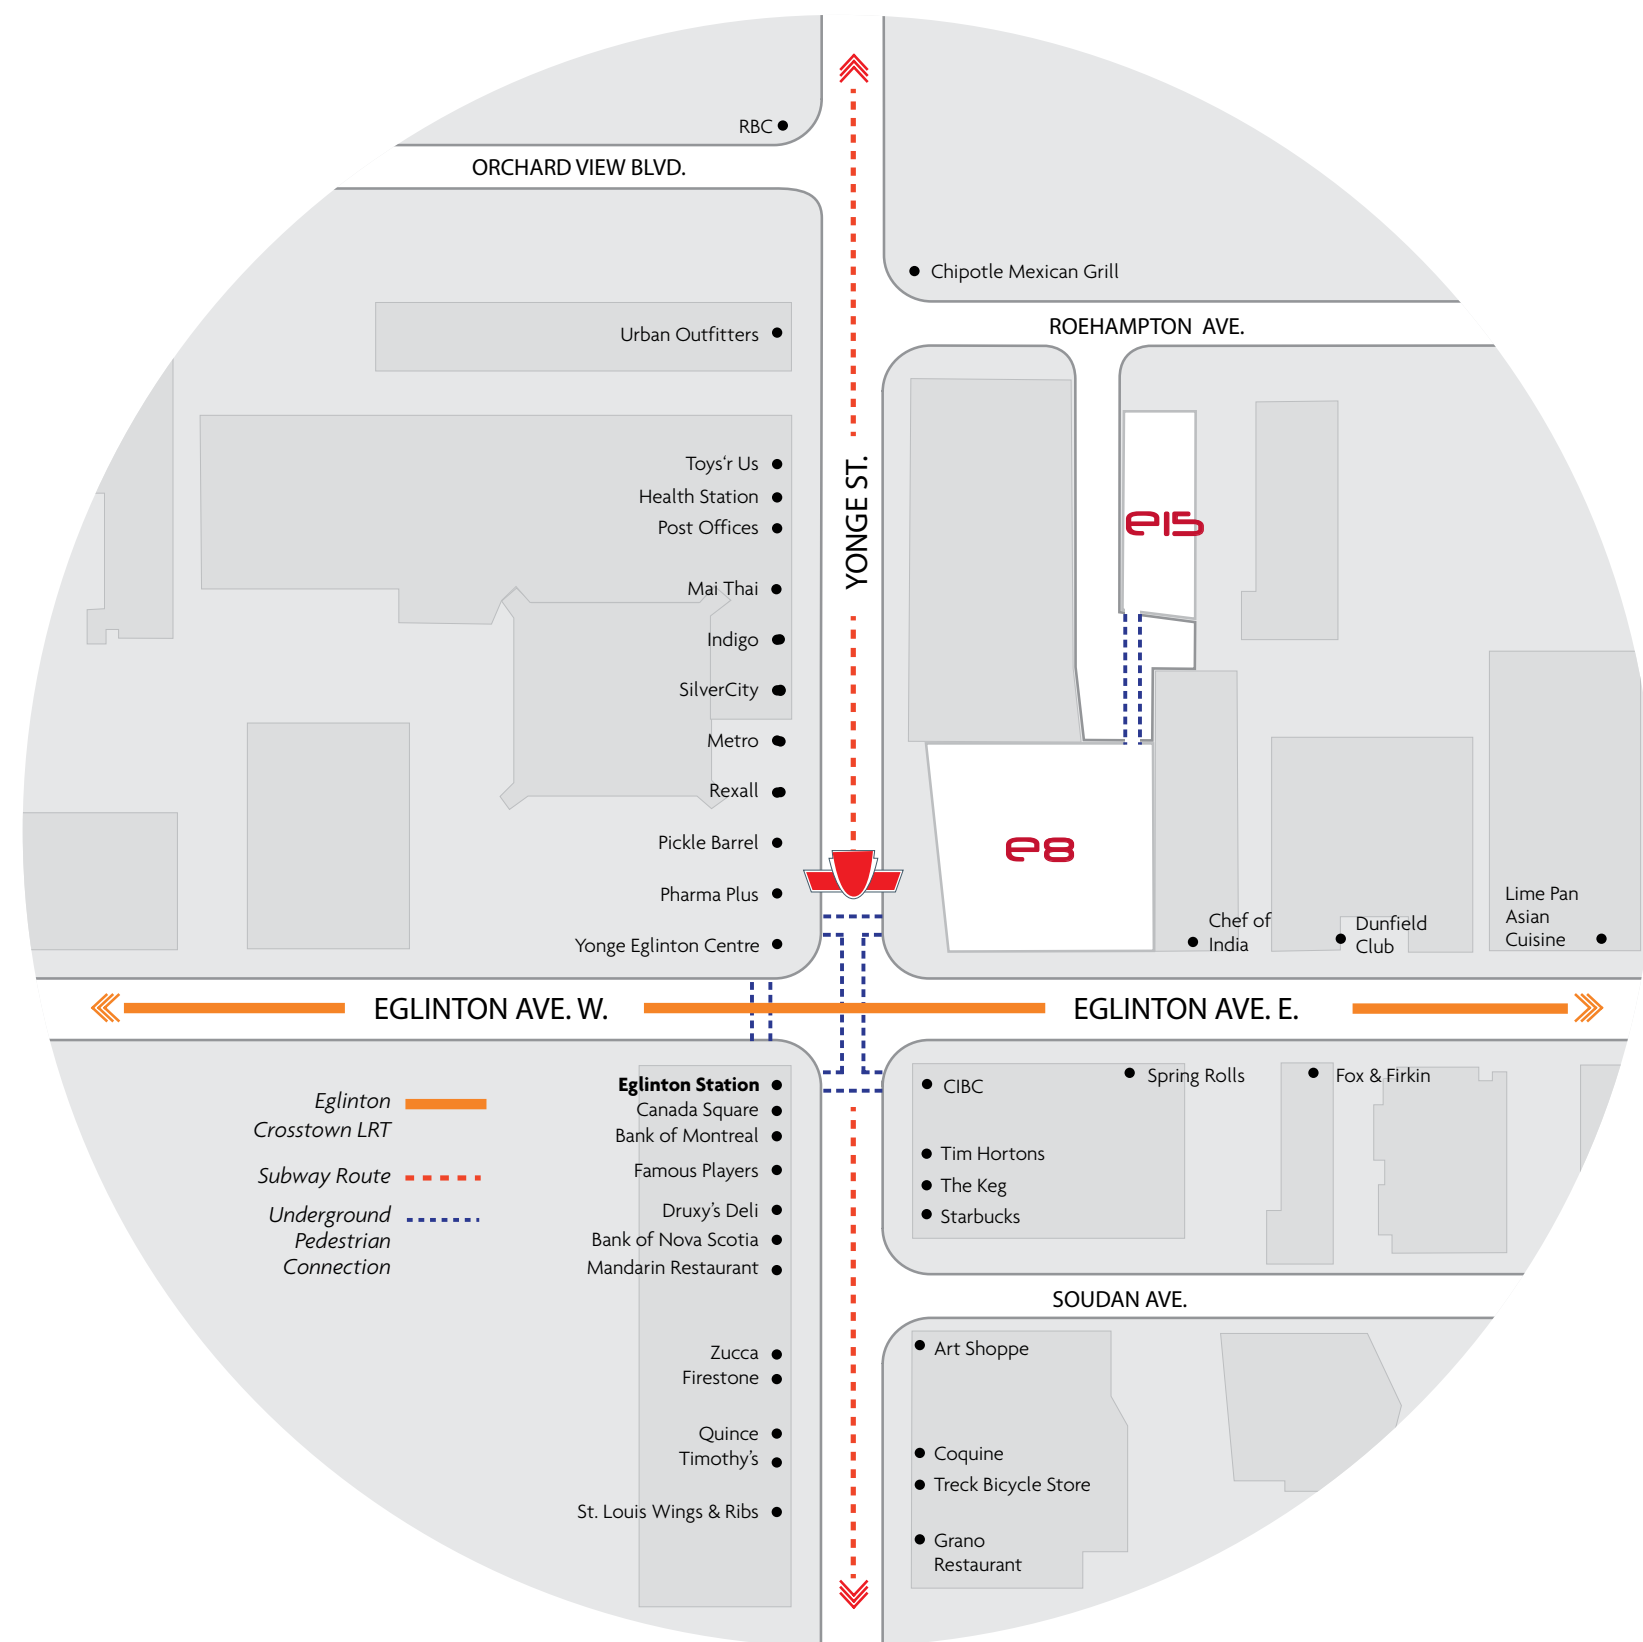 RBC
ORCHARD VIEW BLVD.
Chipotle Mexican Grill
ROEHAMPTON AVE.
Urban Outfitters
YONGE ST.
Toys‘r Us
Health Station
Post Offices
Mai Thai
Indigo
SilverCity
Metro
Rexall
Pickle Barrel
Pharma Plus
Yonge Eglinton Centre
e15
e8
Chef of
India
Dunfield
Club
Lime Pan
Asian
Cuisine
EGLINTON AVE. W.
EGLINTON AVE. E.
Eglinton
Crosstown LRT
Subway Route
Underground
Pedestrian
Connection
Eglinton Station
Canada Square
Bank of Montreal
Famous Players
Druxy's Deli
Bank of Nova Scotia
Mandarin Restaurant
Zucca
Firestone
Quince
Timothy's
St. Louis Wings & Ribs
CIBC
Tim Hortons
The Keg
Starbucks
Spring Rolls
Fox & Firkin
SOUDAN AVE.
Art Shoppe
Coquine
Treck Bicycle Store
Grano
Restaurant